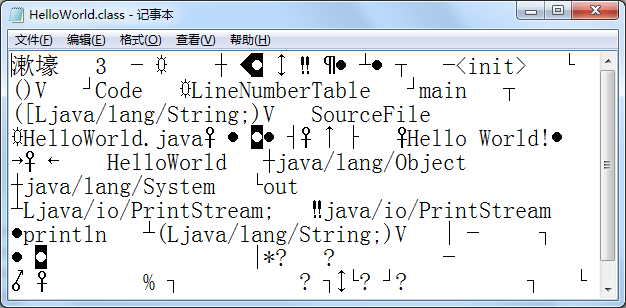 HelloWorld.class - 记事本
文件(F) 编辑(E) 格式(O) 查看(V) 帮助(H)
漱壕 3 - ☼ ┼ ◘ ↕ ‼ ¶● ┴● ┬ -<init> └
()V ┘Code ☼LineNumberTable ┘main ┬
([Ljava/lang/String;)V SourceFile
☼HelloWorld.java♀ ● ◘● ┤♀ ↑ ├ ♀Hello World!●
→♀ ← HelloWorld ┼java/lang/Object
┼java/lang/System └out
┴Ljava/io/PrintStream; ‼java/io/PrintStream
●println ┴(Ljava/lang/String;)V │ - ┐
● ◘ │*? ? -
♂ ♀ % ┐ ? ┐↕└? ┘? ┐ └